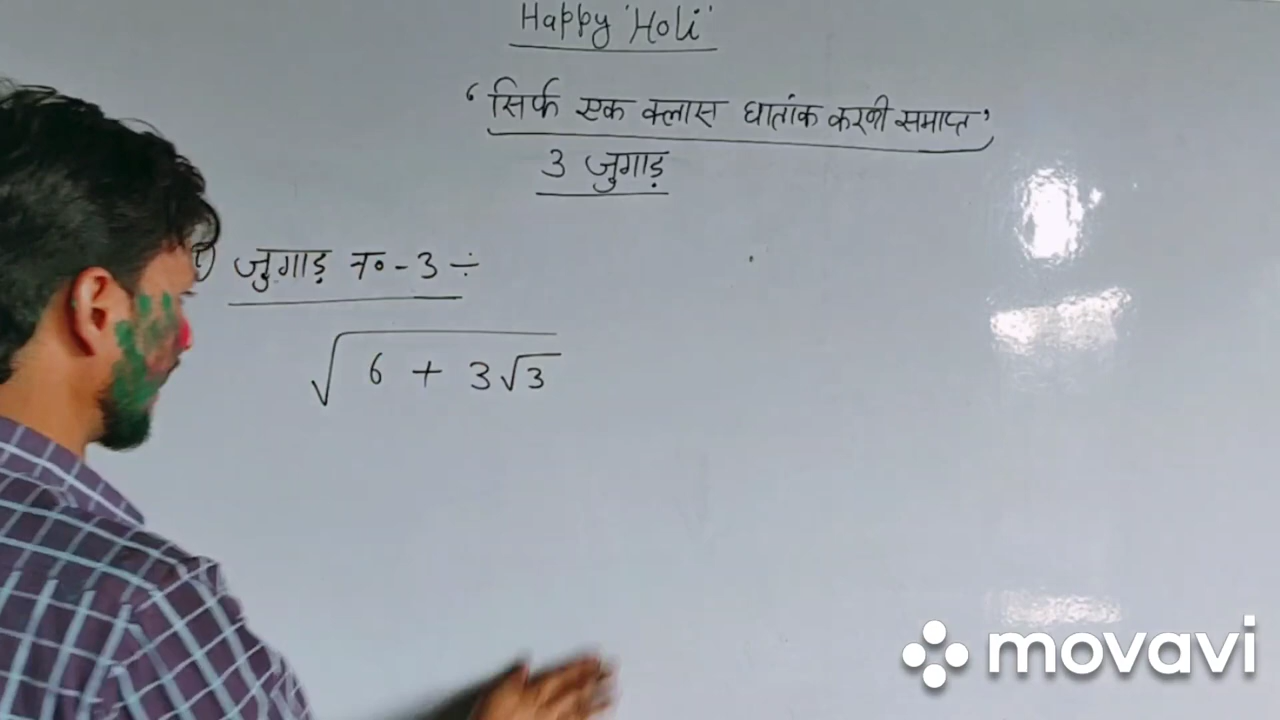 Happy 'Holi'
‘सिर्फ एक क्लास घातांक करणी समाप्त’
3 जुगाड़
जुगाड़ न०-3 ÷
√6 + 3√3
movavi